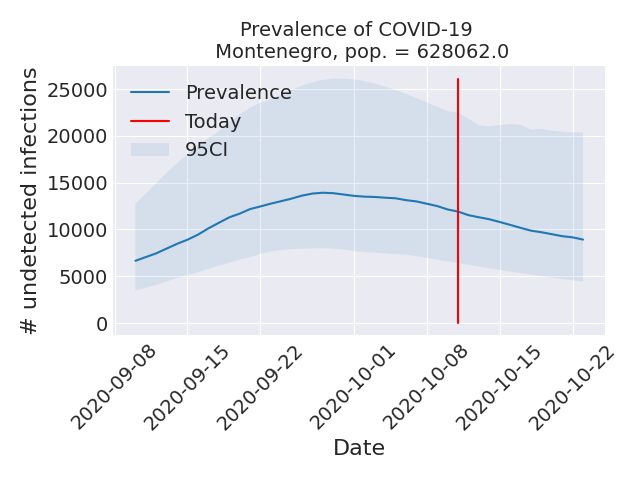 Prevalence of COVID-19
Montenegro, pop. = 628062.0
# undetected infections
25000
20000
15000
10000
5000
0
Prevalence
Today
95CI
2020-09-08
2020-09-15
2020-09-22
2020-10-01
2020-10-08
2020-10-15
2020-10-22
Date